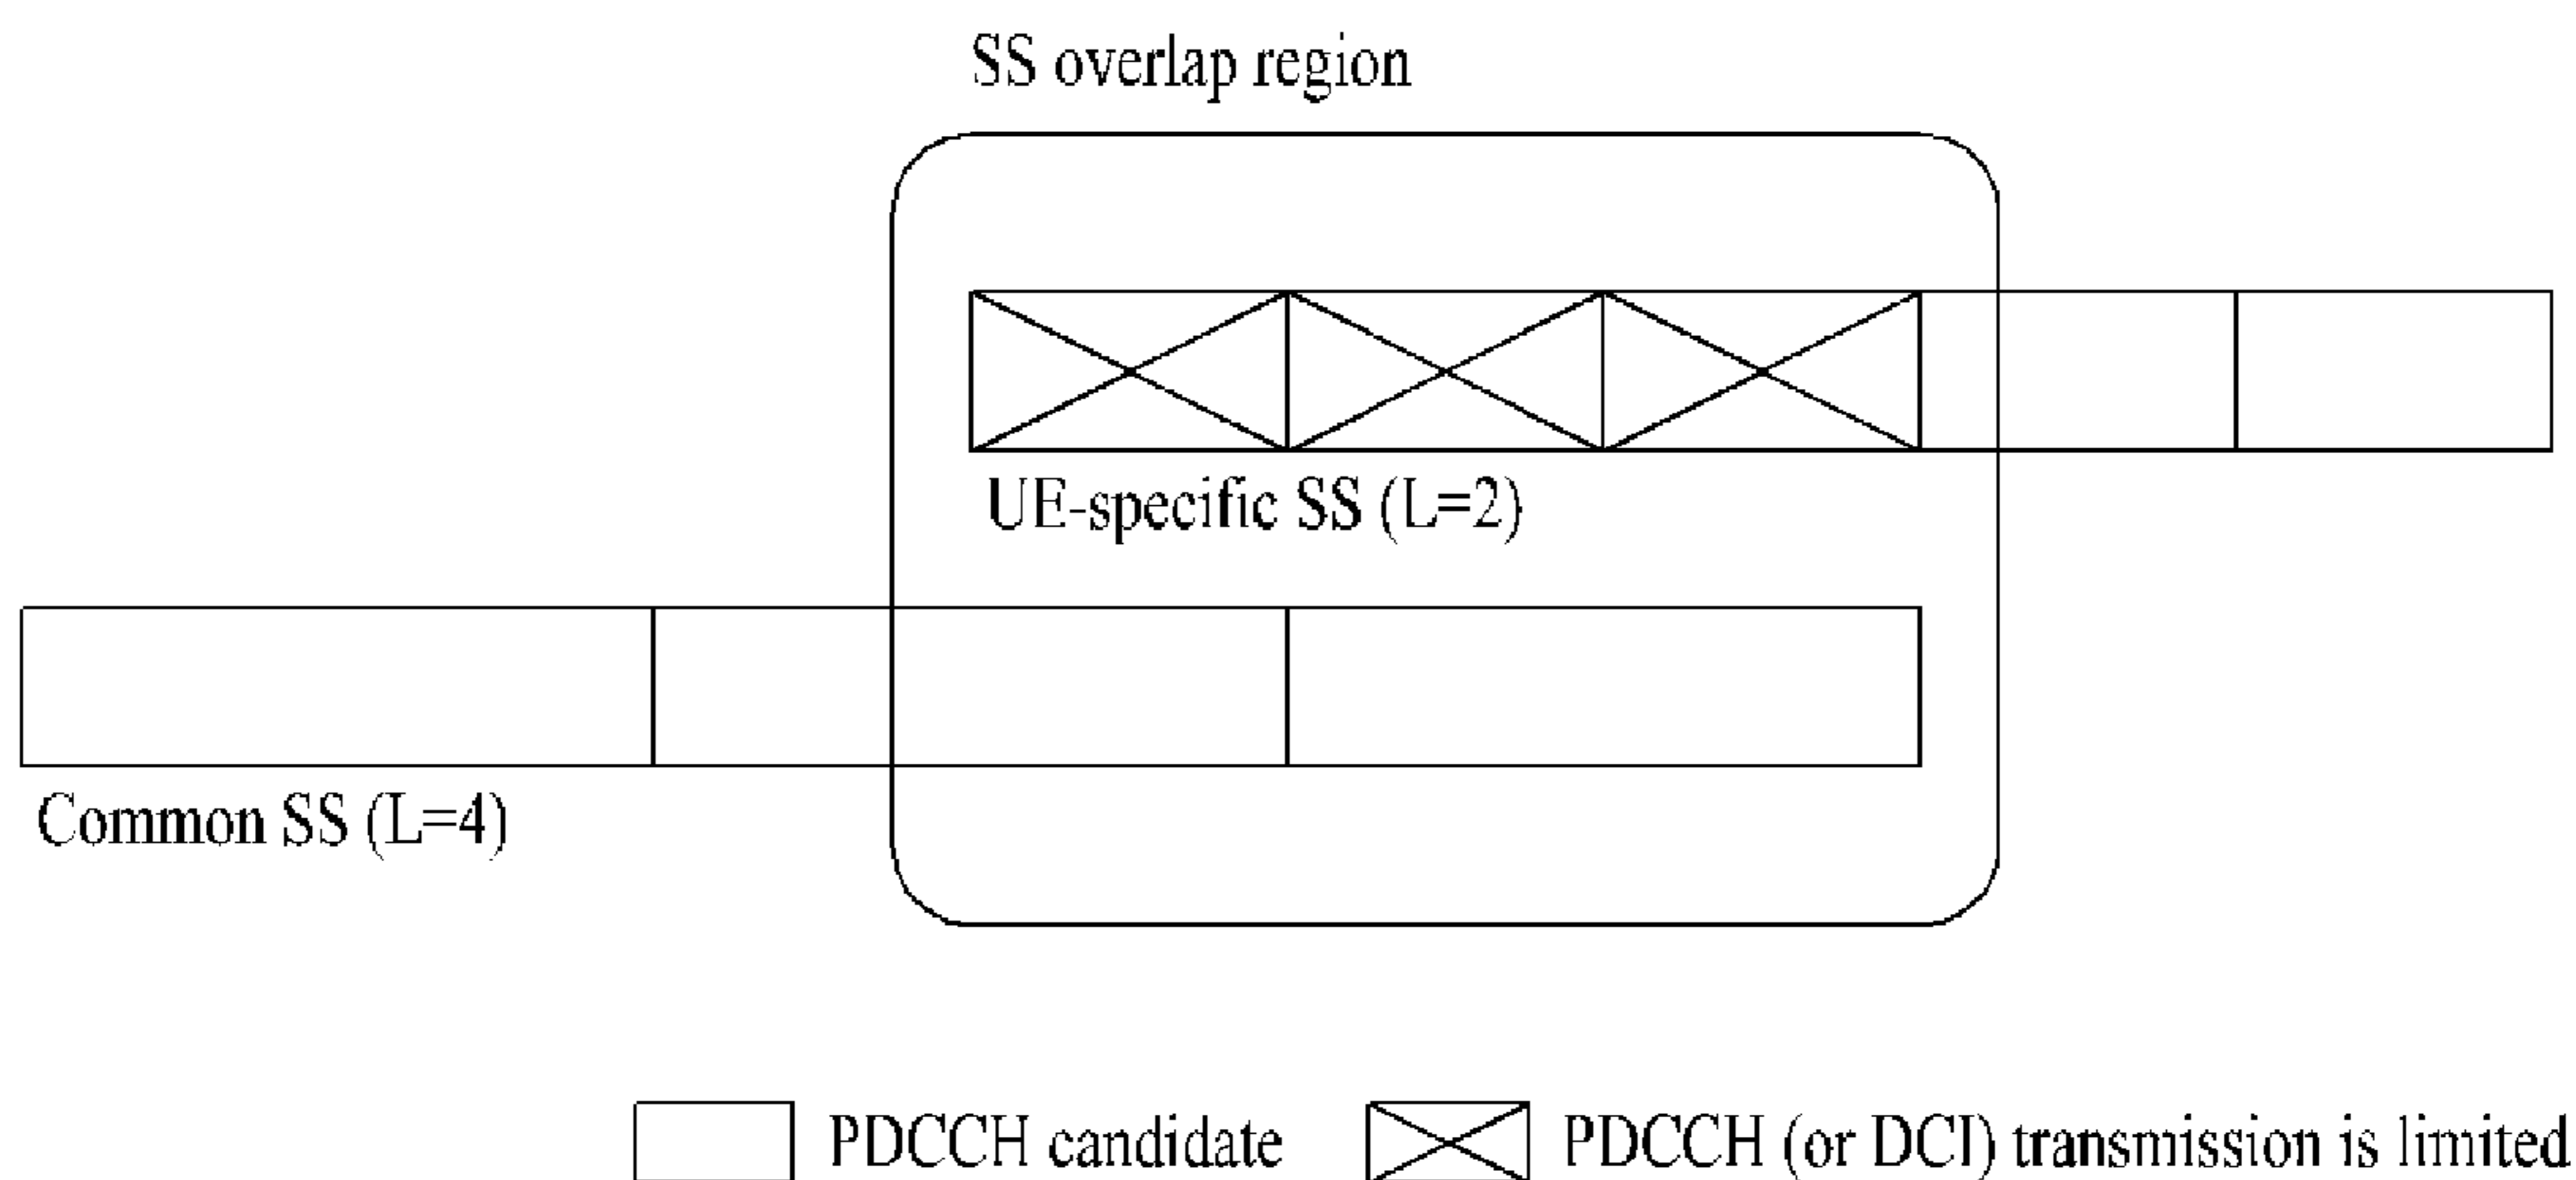 SS overlap region
UE-specific SS (L=2)
Common SS (L=4)
PDCCH candidate
PDCCH (or DCI) transmission is limited